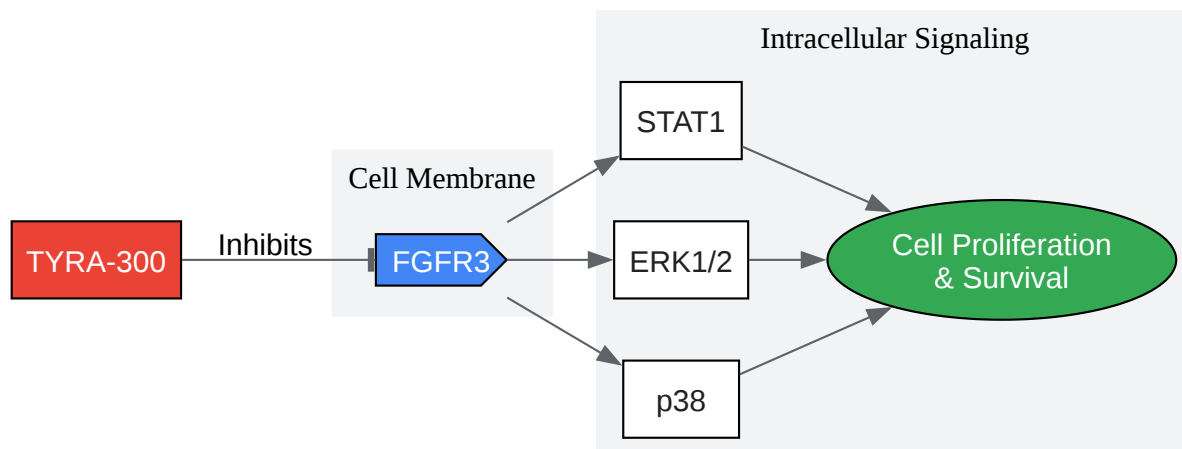 Intracellular Signaling
STAT1
Cell Membrane
TYRA-300
Inhibits
FGFR3
ERK1/2
Cell Proliferation
& Survival
p38